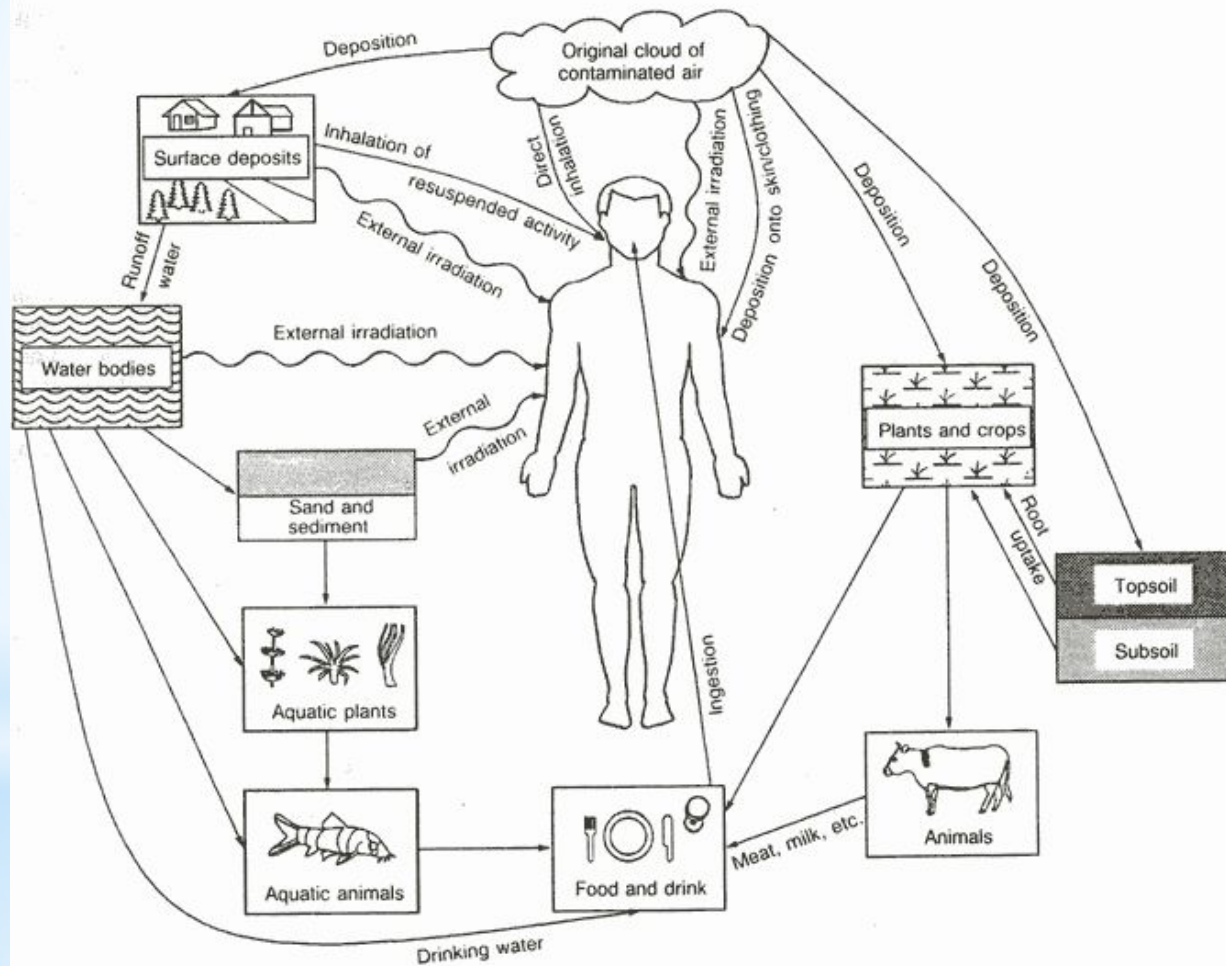 Deposition
Original cloud of
contaminated air
Surface deposits
Inhalation of
resuspended activity
Direct
inhalation
External irradiation
Deposition onto skin/clothing
Deposition
Deposition
External irradiation
Runoff
water
External irradiation
Water bodies
Plants and crops
External
irradiation
Sand and
sediment
Root
uptake
Topsoil
Subsoil
Aquatic plants
Ingestion
Animals
Meat, milk, etc.
Aquatic animals
Food and drink
Drinking water